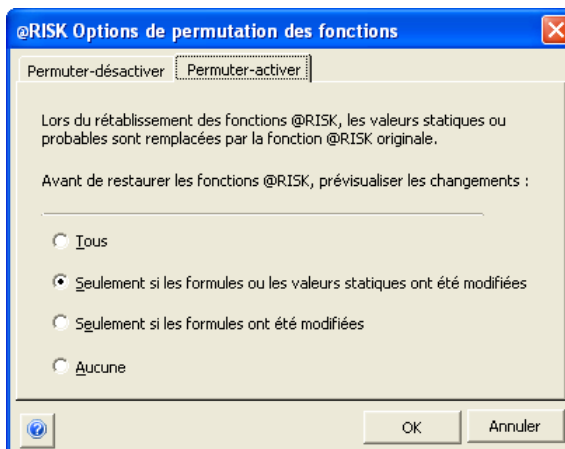 @RISK Options de permutation des fonctions
Permuter-désactiver Permuter-activer
Lors du rétablissement des fonctions @RISK, les valeurs statiques ou
probables sont remplacées par la fonction @RISK originale.
Avant de restaurer les fonctions @RISK, prévisualiser les changements :
Tous
Seulement si les formules ou les valeurs statiques ont été modifiées
Seulement si les formules ont été modifiées
Aucune
OK Annuler